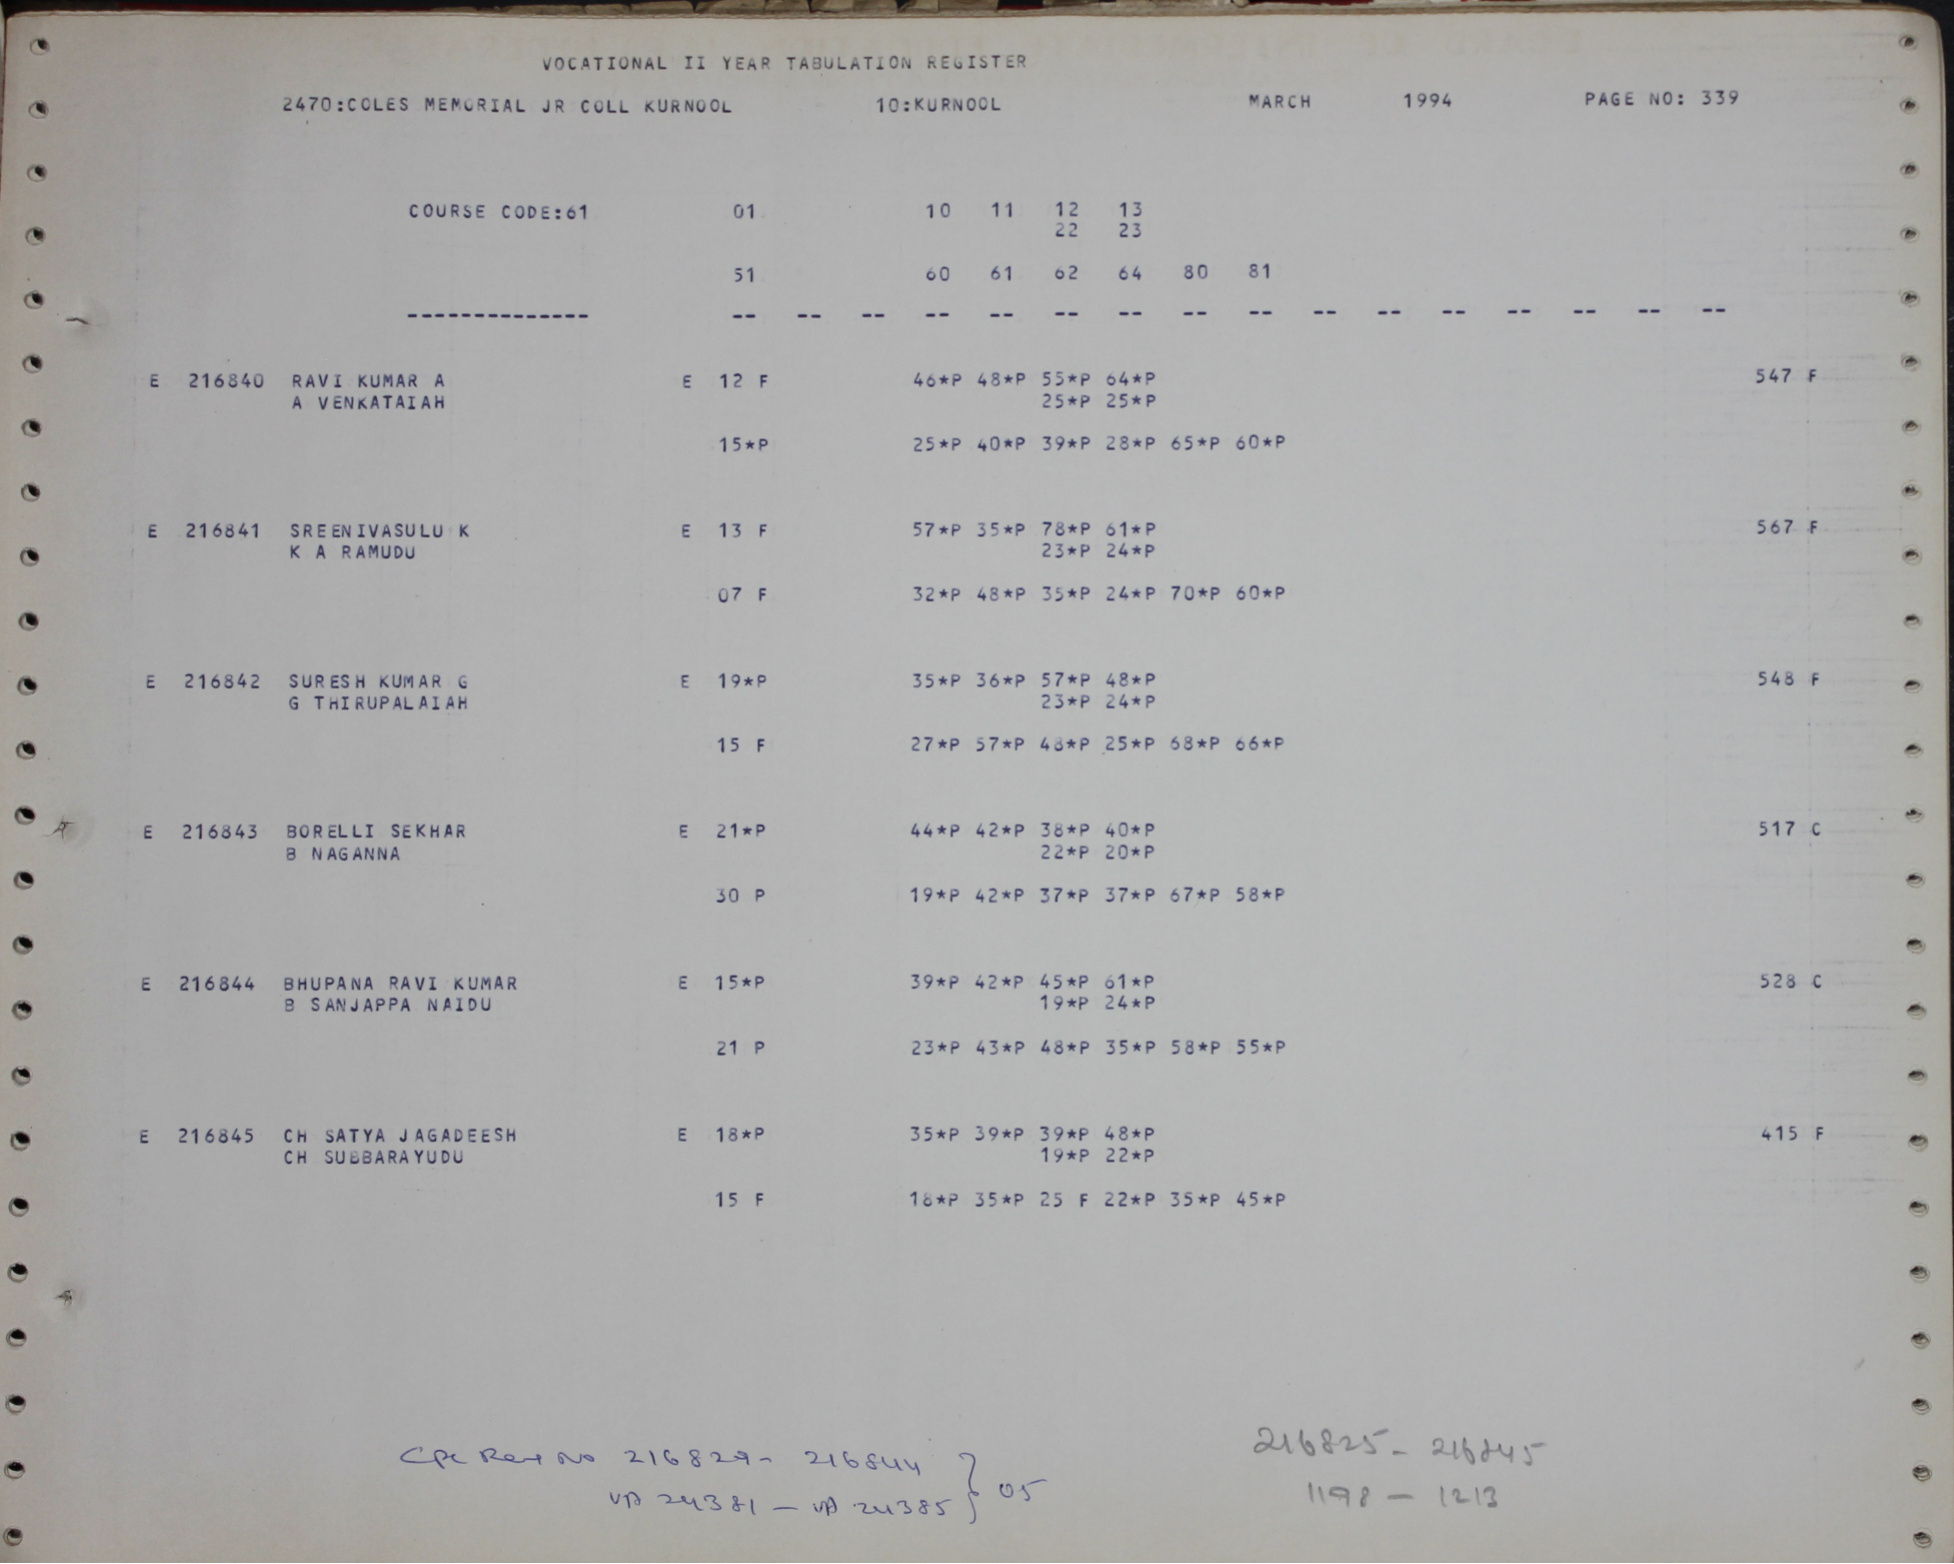 VOCATIONAL II YEAR TABULATION REGISTER
2470:COLES MEMORIAL JR COLL KURNOOL 10:KURNOOL MARCH 1994 PAGE NO: 339
COURSE CODE:61 01 10 11 12 13
22 23
51 60 61 62 64 80 81
-------------- -- -- -- -- -- -- -- -- -- -- -- -- -- -- -- --
E 216840 RAVI KUMAR A E 12 F 46*P 48*P 55*P 64*P 547 F
A VENKATAIAH 25*P 25*P
15*P 25*P 40*P 39*P 28*P 65*P 60*P
E 216841 SREENIVASULU K E 13 F 57*P 35*P 78*P 61*P 567 F
K A RAMUDU 23*P 24*P
07 F 32*P 48*P 35*P 24*P 70*P 60*P
E 216842 SURESH KUMAR G E 19*P 35*P 36*P 57*P 48*P 548 F
G THIRUPALAIAH 23*P 24*P
15 F 27*P 57*P 48*P 25*P 68*P 66*P
E 216843 BORELLI SEKHAR E 21*P 44*P 42*P 38*P 40*P 517 C
B NAGANNA 22*P 20*P
30 P 19*P 42*P 37*P 37*P 67*P 58*P
E 216844 BHUPANA RAVI KUMAR E 15*P 39*P 42*P 45*P 61*P 528 C
B SANJAPPA NAIDU 19*P 24*P
21 P 23*P 43*P 48*P 35*P 58*P 55*P
E 216845 CH SATYA JAGADEESH E 18*P 35*P 39*P 39*P 48*P 415 F
CH SUBBARAYUDU 19*P 22*P
15 F 18*P 35*P 25 F 22*P 35*P 45*P
No 216829- 216844 } 05
24381 - 24385
216825- 216845
1198 - 1213